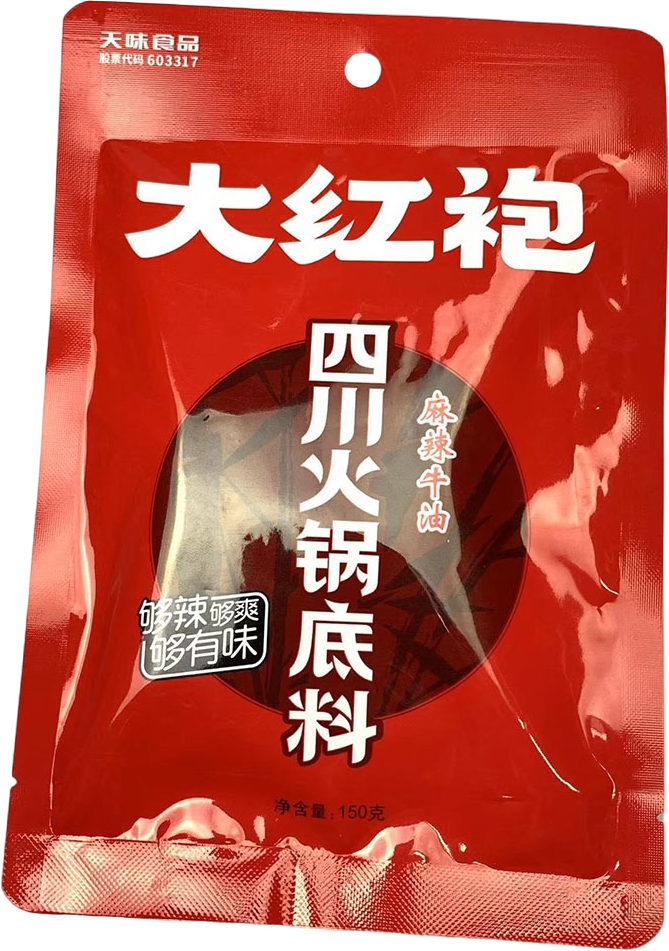 天味食品
股票代码 603317
大红袍
四川火锅底料
麻辣牛油
够辣够爽
够有味
净含量:150克